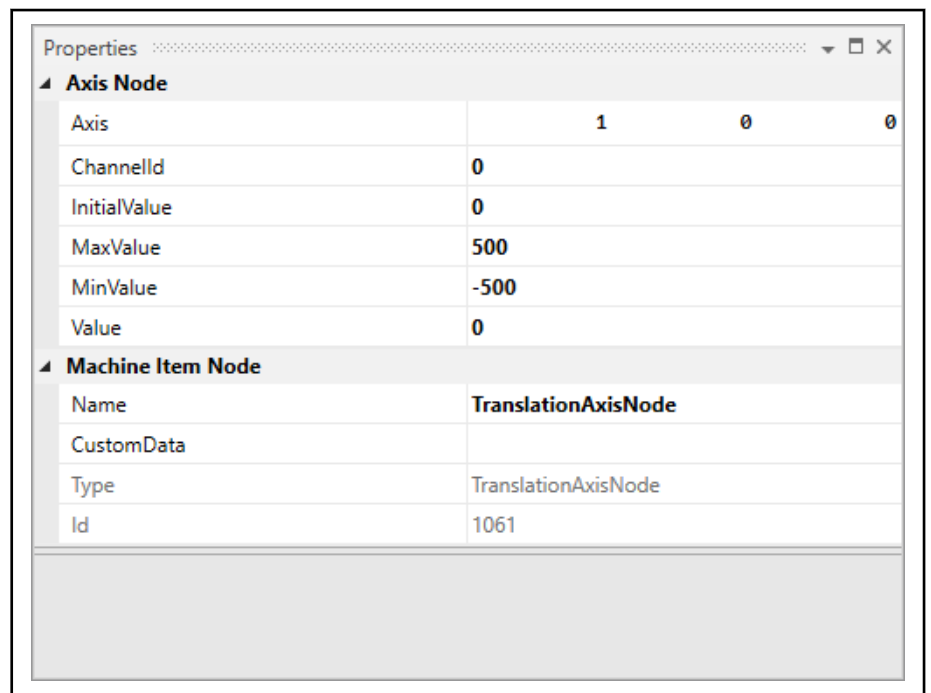 Properties
Axis Node
Axis 1 0 0
ChannelId 0
InitialValue 0
MaxValue 500
MinValue -500
Value 0
Machine Item Node
Name TranslationAxisNode
CustomData
Type TranslationAxisNode
Id 1061